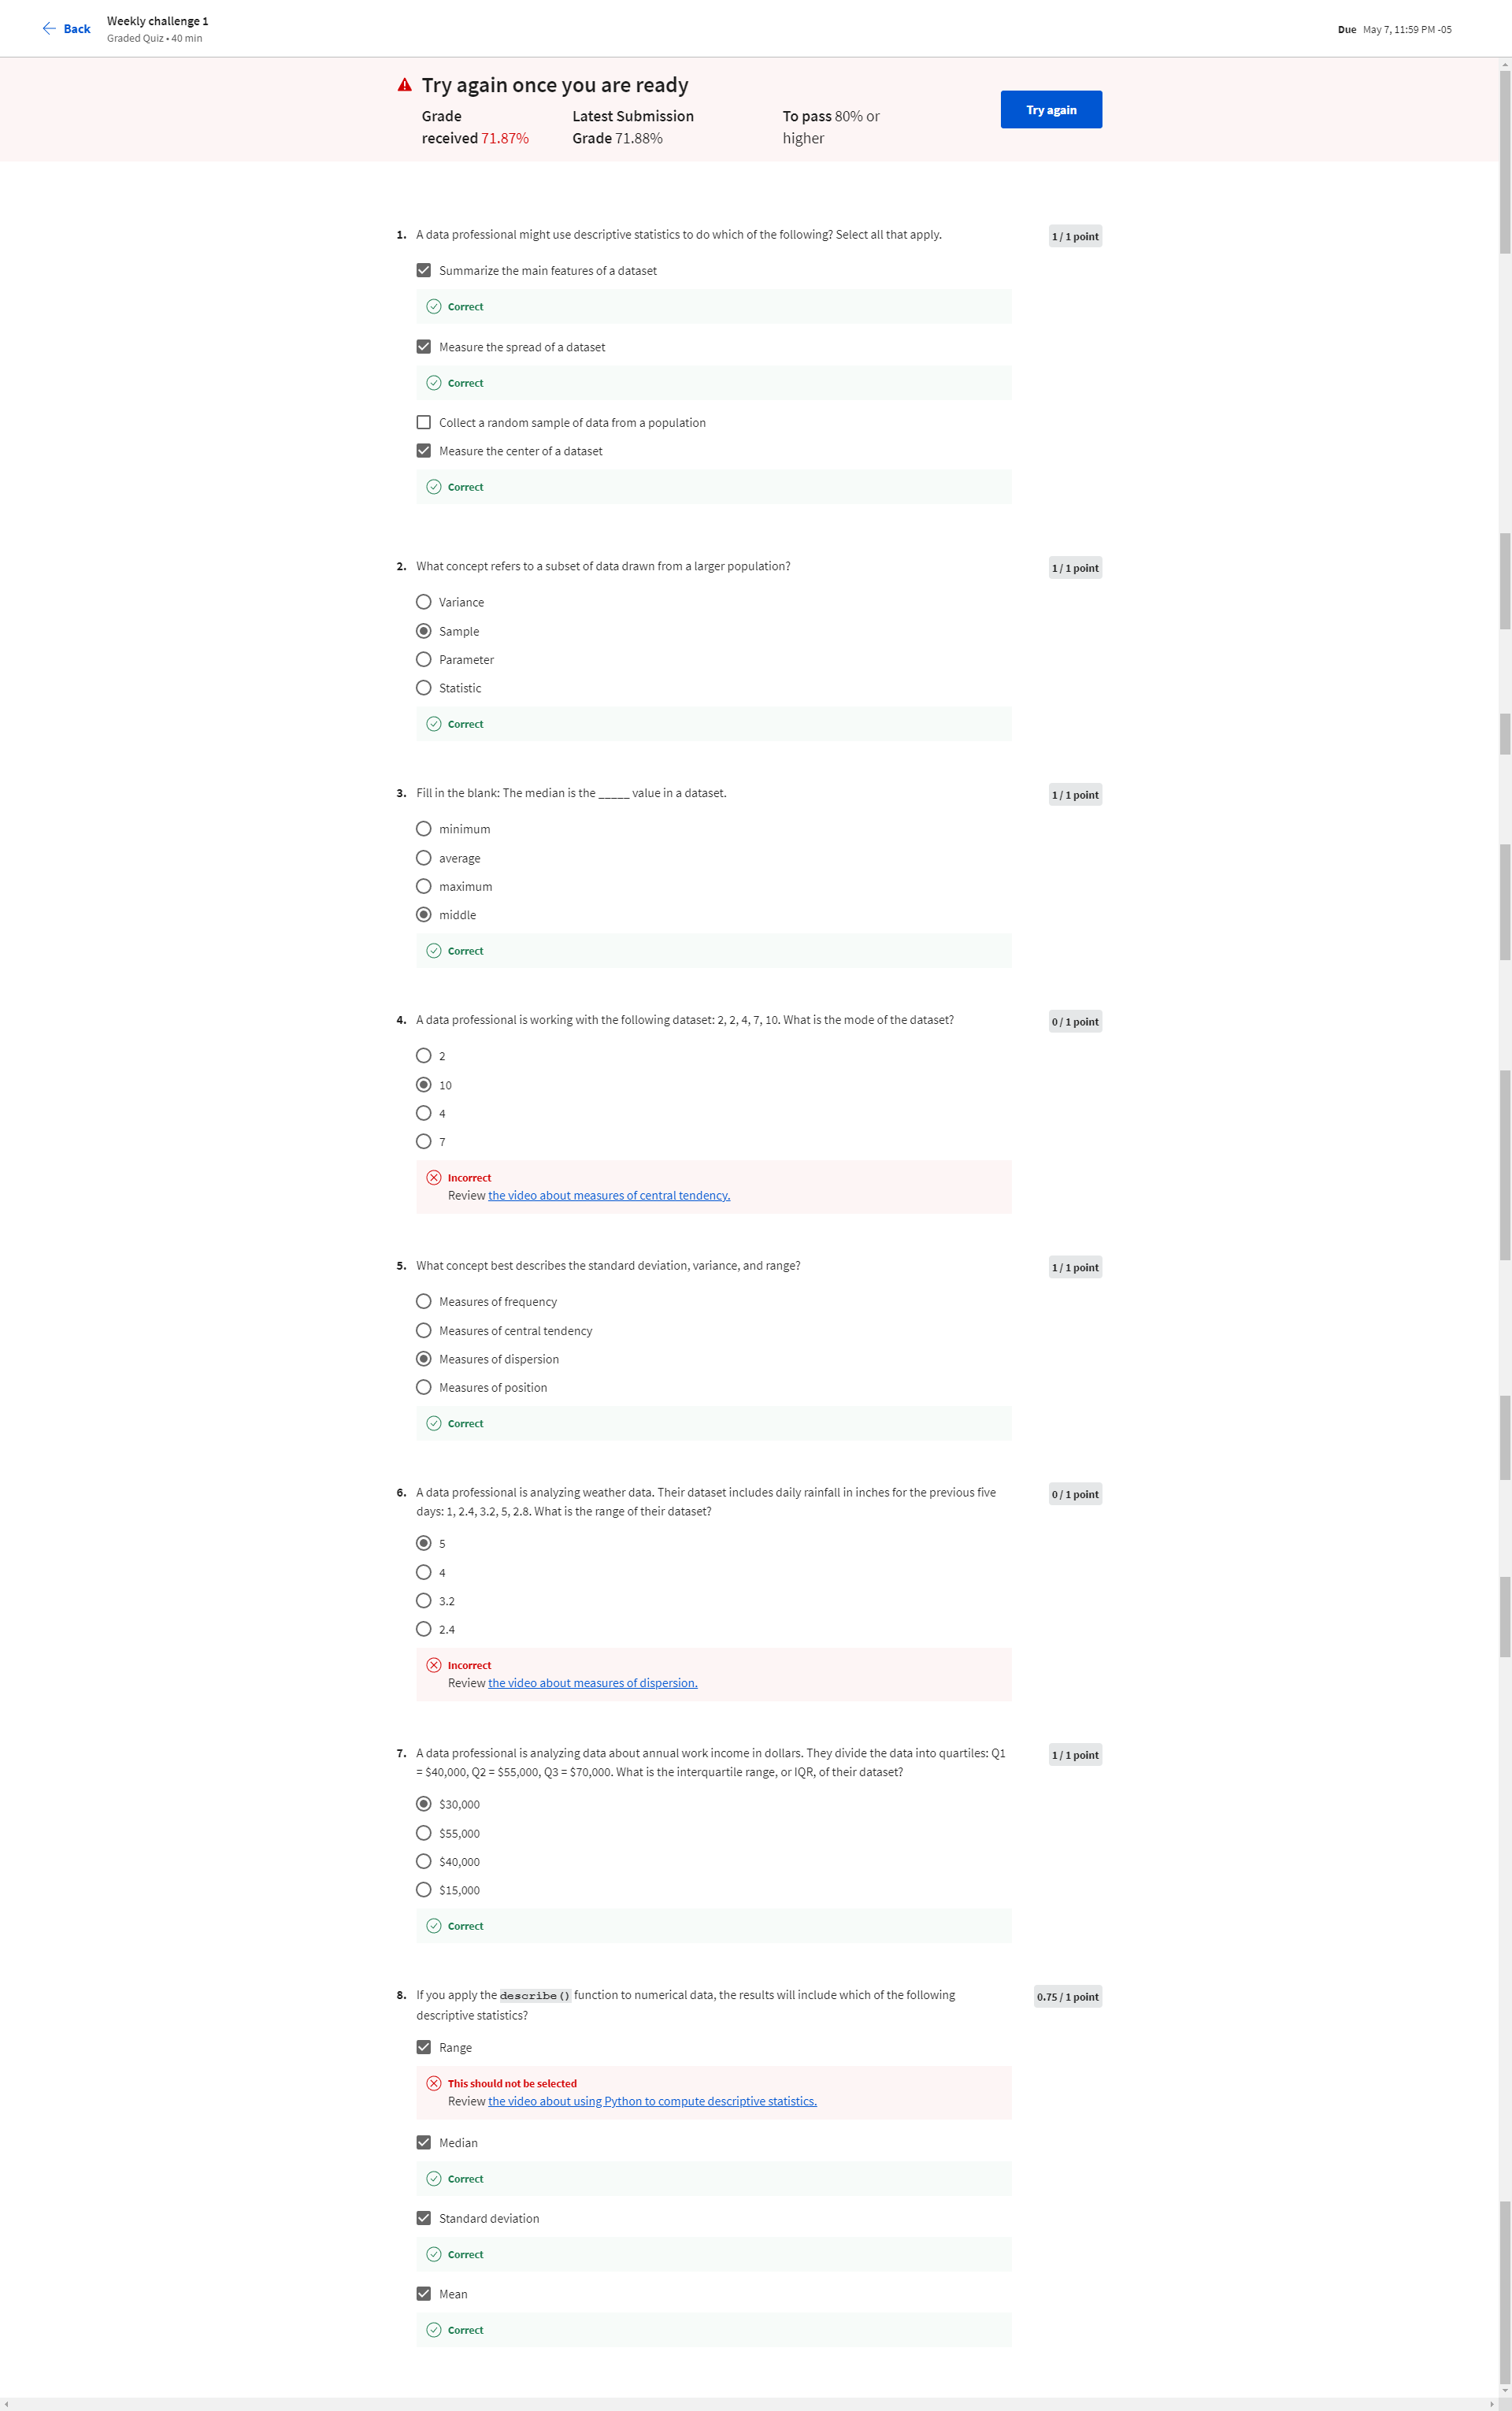 Back
Weekly challenge 1
Graded Quiz • 40 min
Due May 7, 11:59 PM -05
Try again once you are ready
Grade
received 71.87%
Latest Submission
Grade 71.88%
To pass 80% or
higher
Try again
1. A data professional might use descriptive statistics to do which of the following? Select all that apply.
1 / 1 point
Summarize the main features of a dataset
Correct
Measure the spread of a dataset
Correct
Collect a random sample of data from a population
Measure the center of a dataset
Correct
2. What concept refers to a subset of data drawn from a larger population?
1 / 1 point
Variance
Sample
Parameter
Statistic
Correct
3. Fill in the blank: The median is the _____ value in a dataset.
1 / 1 point
minimum
average
maximum
middle
Correct
4. A data professional is working with the following dataset: 2, 2, 4, 7, 10. What is the mode of the dataset?
0 / 1 point
2
10
4
7
Incorrect
Review the video about measures of central tendency.
5. What concept best describes the standard deviation, variance, and range?
1 / 1 point
Measures of frequency
Measures of central tendency
Measures of dispersion
Measures of position
Correct
6. A data professional is analyzing weather data. Their dataset includes daily rainfall in inches for the previous five
days: 1, 2.4, 3.2, 5, 2.8. What is the range of their dataset?
0 / 1 point
5
4
3.2
2.4
Incorrect
Review the video about measures of dispersion.
7. A data professional is analyzing data about annual work income in dollars. They divide the data into quartiles: Q1
= $40,000, Q2 = $55,000, Q3 = $70,000. What is the interquartile range, or IQR, of their dataset?
1 / 1 point
$30,000
$55,000
$40,000
$15,000
Correct
8. If you apply the describe() function to numerical data, the results will include which of the following
descriptive statistics?
0.75 / 1 point
Range
This should not be selected
Review the video about using Python to compute descriptive statistics.
Median
Correct
Standard deviation
Correct
Mean
Correct